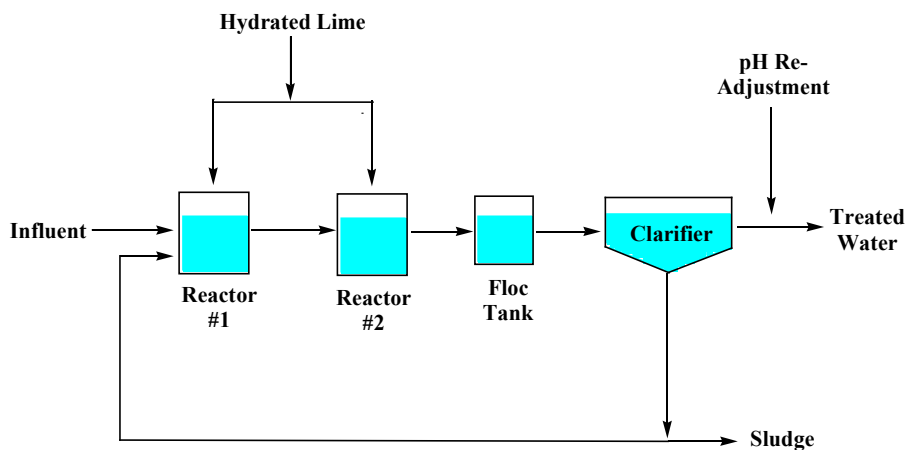 Hydrated Lime
pH Re-
Adjustment
Influent
Clarifier
Treated
Water
Reactor
#1
Reactor
#2
Floc
Tank
Sludge